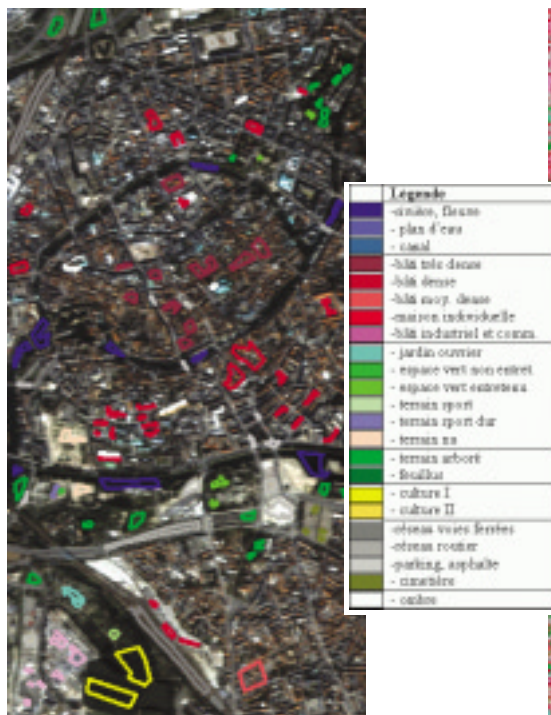 Légende
-rivière, fleuve
- plan d'eau
- canal
-bâti très dense
-bâti dense
-bâti moy. dense
-maison individuelle
-bâti industriel et comm.
- jardin ouvrier
- espace vert non entret.
- espace vert entretenu
- terrain sport
- terrain sport dur
- terrain nu
- terrain arboré
- feuillus
- culture I
- culture II
-réseau voies ferrées
-réseau routier
-parking, asphalte
- cimetière
- ombre